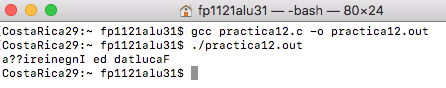 fp1121alu31 — -bash — 80×24
[CostaRica29:~ fp1121alu31$ gcc practica12.c -o practica12.out
[CostaRica29:~ fp1121alu31$ ./practica12.out
a??ireinegnI ed datlucaF
CostaRica29:~ fp1121alu31$